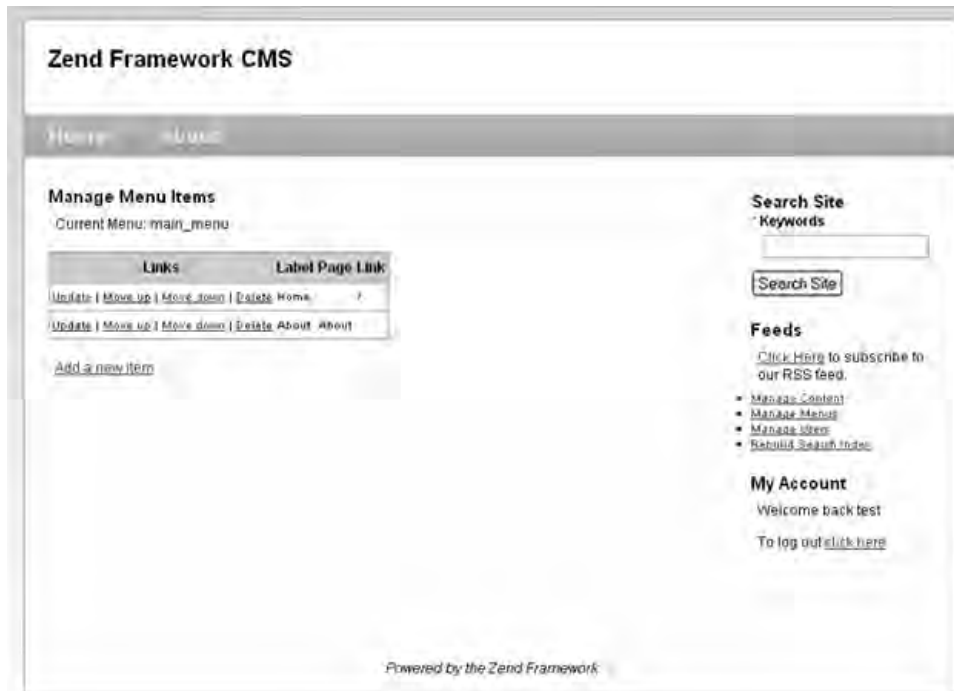 Zend Framework CMS
Home About
Manage Menu Items
Current Menu: main_menu
Links Label Page Link
Update | Move up | Move down | Delete Home /
Update | Move up | Move down | Delete About About
Add a new item
Search Site
* Keywords
Search Site
Feeds
Click Here to subscribe to
our RSS feed.
Manage Content
Manage Menus
Manage Users
Rebuild Search Index
My Account
Welcome back test
To log out click here
Powered by the Zend Framework